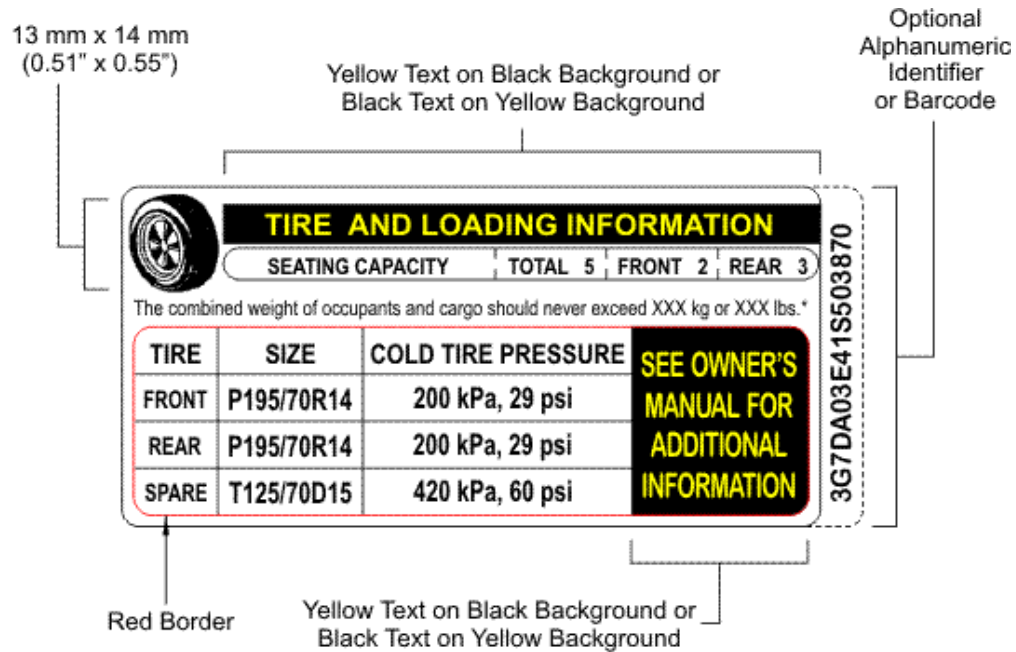 13 mm x 14 mm
(0.51" x 0.55")
Yellow Text on Black Background or
Black Text on Yellow Background
Optional
Alphanumeric
Identifier
or Barcode
TIRE AND LOADING INFORMATION
SEATING CAPACITY TOTAL 5 FRONT 2 REAR 3
The combined weight of occupants and cargo should never exceed XXX kg or XXX lbs.*
TIRE SIZE COLD TIRE PRESSURE
FRONT P195/70R14 200 kPa, 29 psi
REAR P195/70R14 200 kPa, 29 psi
SPARE T125/70D15 420 kPa, 60 psi
SEE OWNER'S
MANUAL FOR
ADDITIONAL
INFORMATION
3G7DA03E41S503870
Red Border
Yellow Text on Black Background or
Black Text on Yellow Background